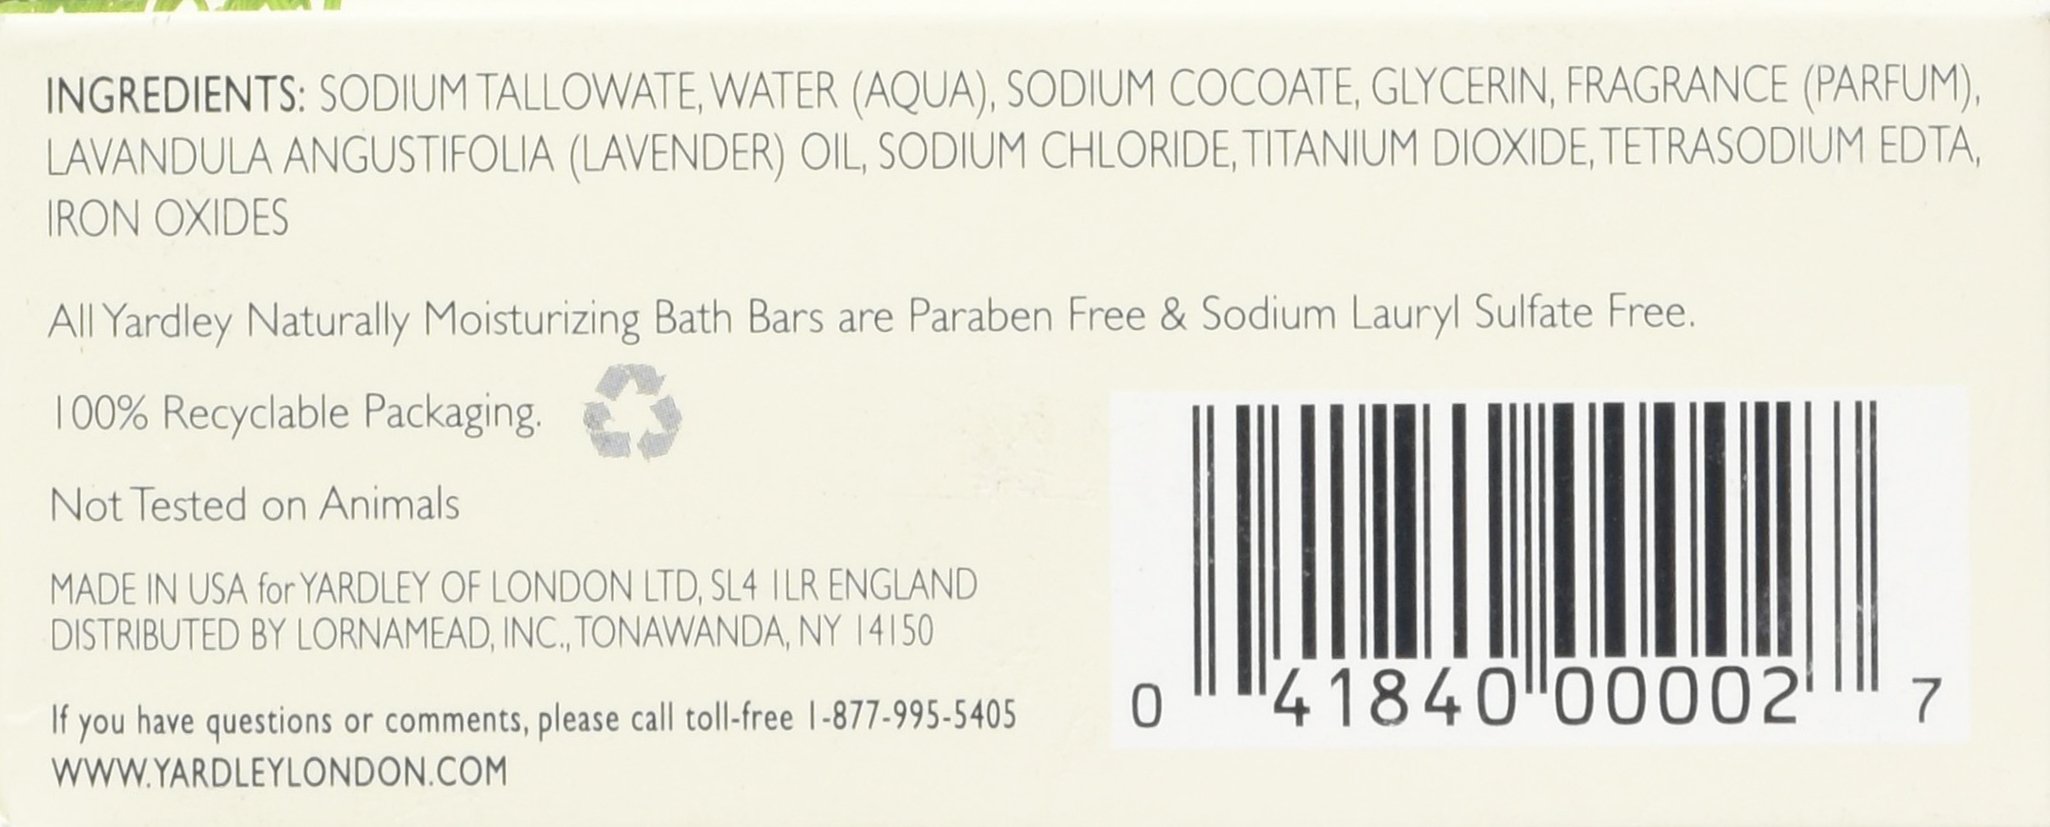 INGREDIENTS: SODIUM TALLOWATE, WATER (AQUA), SODIUM COCOATE, GLYCERIN, FRAGRANCE (PARFUM),
LAVANDULA ANGUSTIFOLIA (LAVENDER) OIL, SODIUM CHLORIDE, TITANIUM DIOXIDE, TETRASODIUM EDTA,
IRON OXIDES
All Yardley Naturally Moisturizing Bath Bars are Paraben Free & Sodium Lauryl Sulfate Free.
100% Recyclable Packaging.
Not Tested on Animals
MADE IN USA for YARDLEY OF LONDON LTD, SL4 1LR ENGLAND
DISTRIBUTED BY LORNAMEAD, INC., TONAWANDA, NY 14150
If you have questions or comments, please call toll-free 1-877-995-5405
WWW.YARDLEYLONDON.COM
0 41840 00002 7